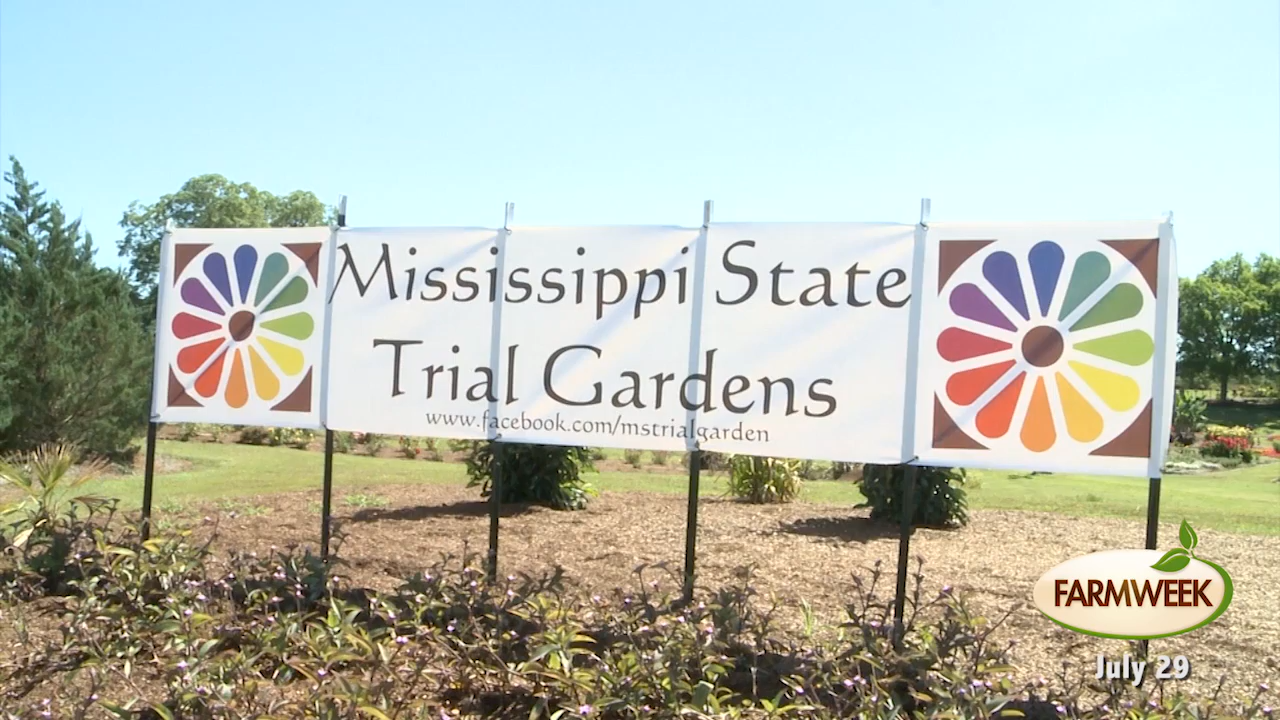 Mississippi State
Trial Gardens
www.facebook.com/mstrialgarden
FARMWEEK
July 29